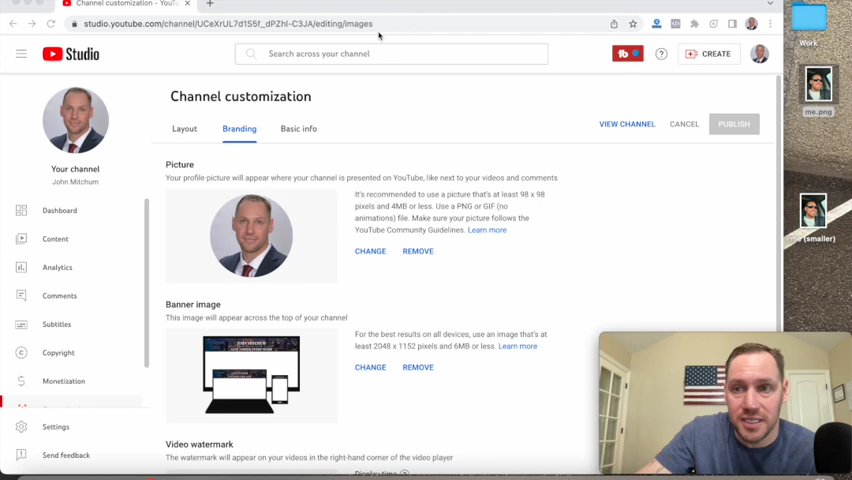 Channel customization - YouTu
studio.youtube.com/channel/UCeXrUL7d1S5f_dPZhI-C3JA/editing/images
Work
Studio
Search across your channel
CREATE
Channel customization
me.png
Layout
Branding
Basic info
VIEW CHANNEL
CANCEL
PUBLISH
Your channel
John Mitchum
Picture
Your profile picture will appear where your channel is presented on YouTube, like next to your videos and comments
It's recommended to use a picture that's at least 98 x 98
pixels and 4MB or less. Use a PNG or GIF (no
animations) file. Make sure your picture follows the
YouTube Community Guidelines. Learn more
CHANGE
REMOVE
(smaller)
Dashboard
Content
Analytics
Comments
Subtitles
Copyright
Monetization
Settings
Send feedback
Banner image
This image will appear across the top of your channel
JOHN MITCHUM
For the best results on all devices, use an image that's at
least 2048 x 1152 pixels and 6MB or less. Learn more
CHANGE
REMOVE
Video watermark
The watermark will appear on your videos in the right-hand corner of the video player
Display time